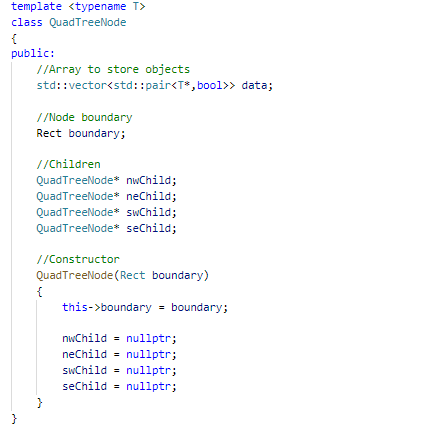 template <typename T>
class QuadTreeNode
{
public:
    //Array to store objects
    std::vector<std::pair<T*,bool>> data;

    //Node boundary
    Rect boundary;

    //Children
    QuadTreeNode* nwChild;
    QuadTreeNode* neChild;
    QuadTreeNode* swChild;
    QuadTreeNode* seChild;

    //Constructor
    QuadTreeNode(Rect boundary)
    {
        this->boundary = boundary;

        nwChild = nullptr;
        neChild = nullptr;
        swChild = nullptr;
        seChild = nullptr;
    }
}